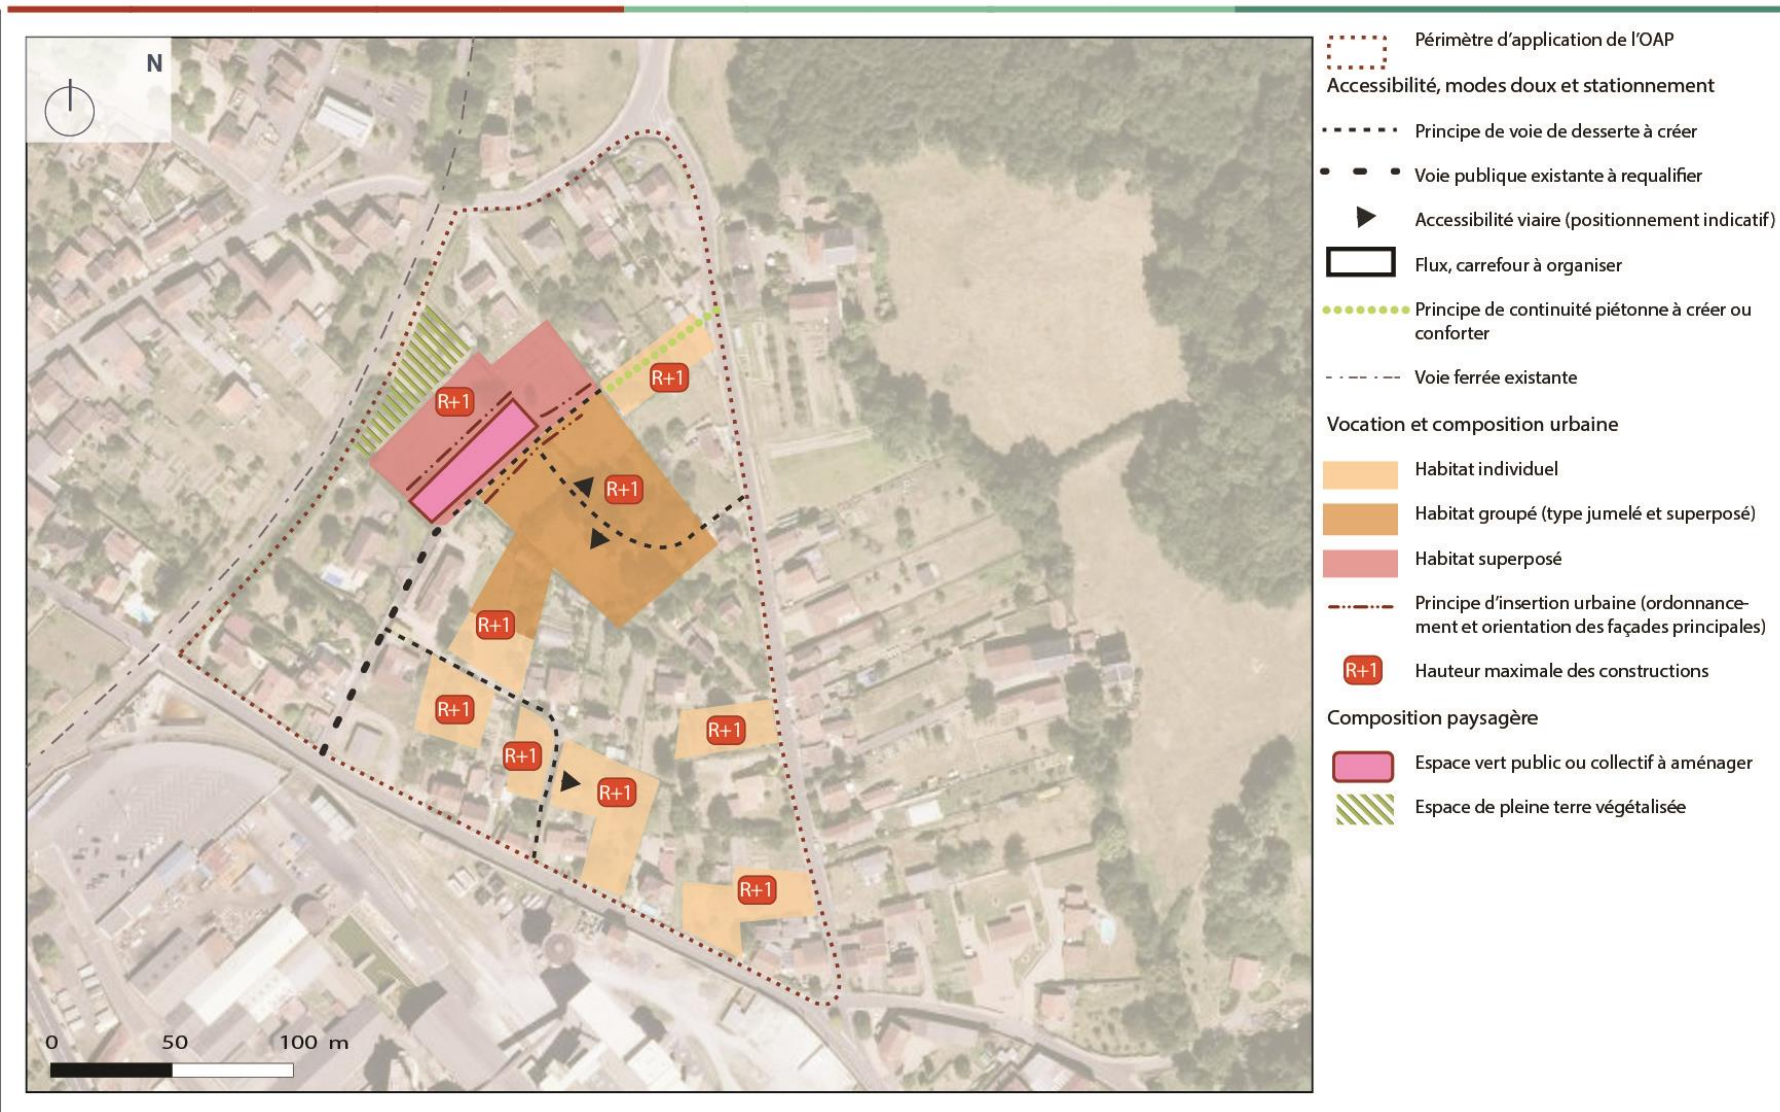 N
R+1
R+1
R+1
R+1
R+1
R+1
R+1
R+1
R+1
0 50 100 m
Périmètre d'application de l'OAP
Accessibilité, modes doux et stationnement
Principe de voie de desserte à créer
Voie publique existante à requalifier
Accessibilité viaire (positionnement indicatif)
Flux, carrefour à organiser
Principe de continuité piétonne à créer ou
conforter
Voie ferrée existante
Vocation et composition urbaine
Habitat individuel
Habitat groupé (type jumelé et superposé)
Habitat superposé
Principe d'insertion urbaine (ordonnance-
ment et orientation des façades principales)
R+1 Hauteur maximale des constructions
Composition paysagère
Espace vert public ou collectif à aménager
Espace de pleine terre végétalisée